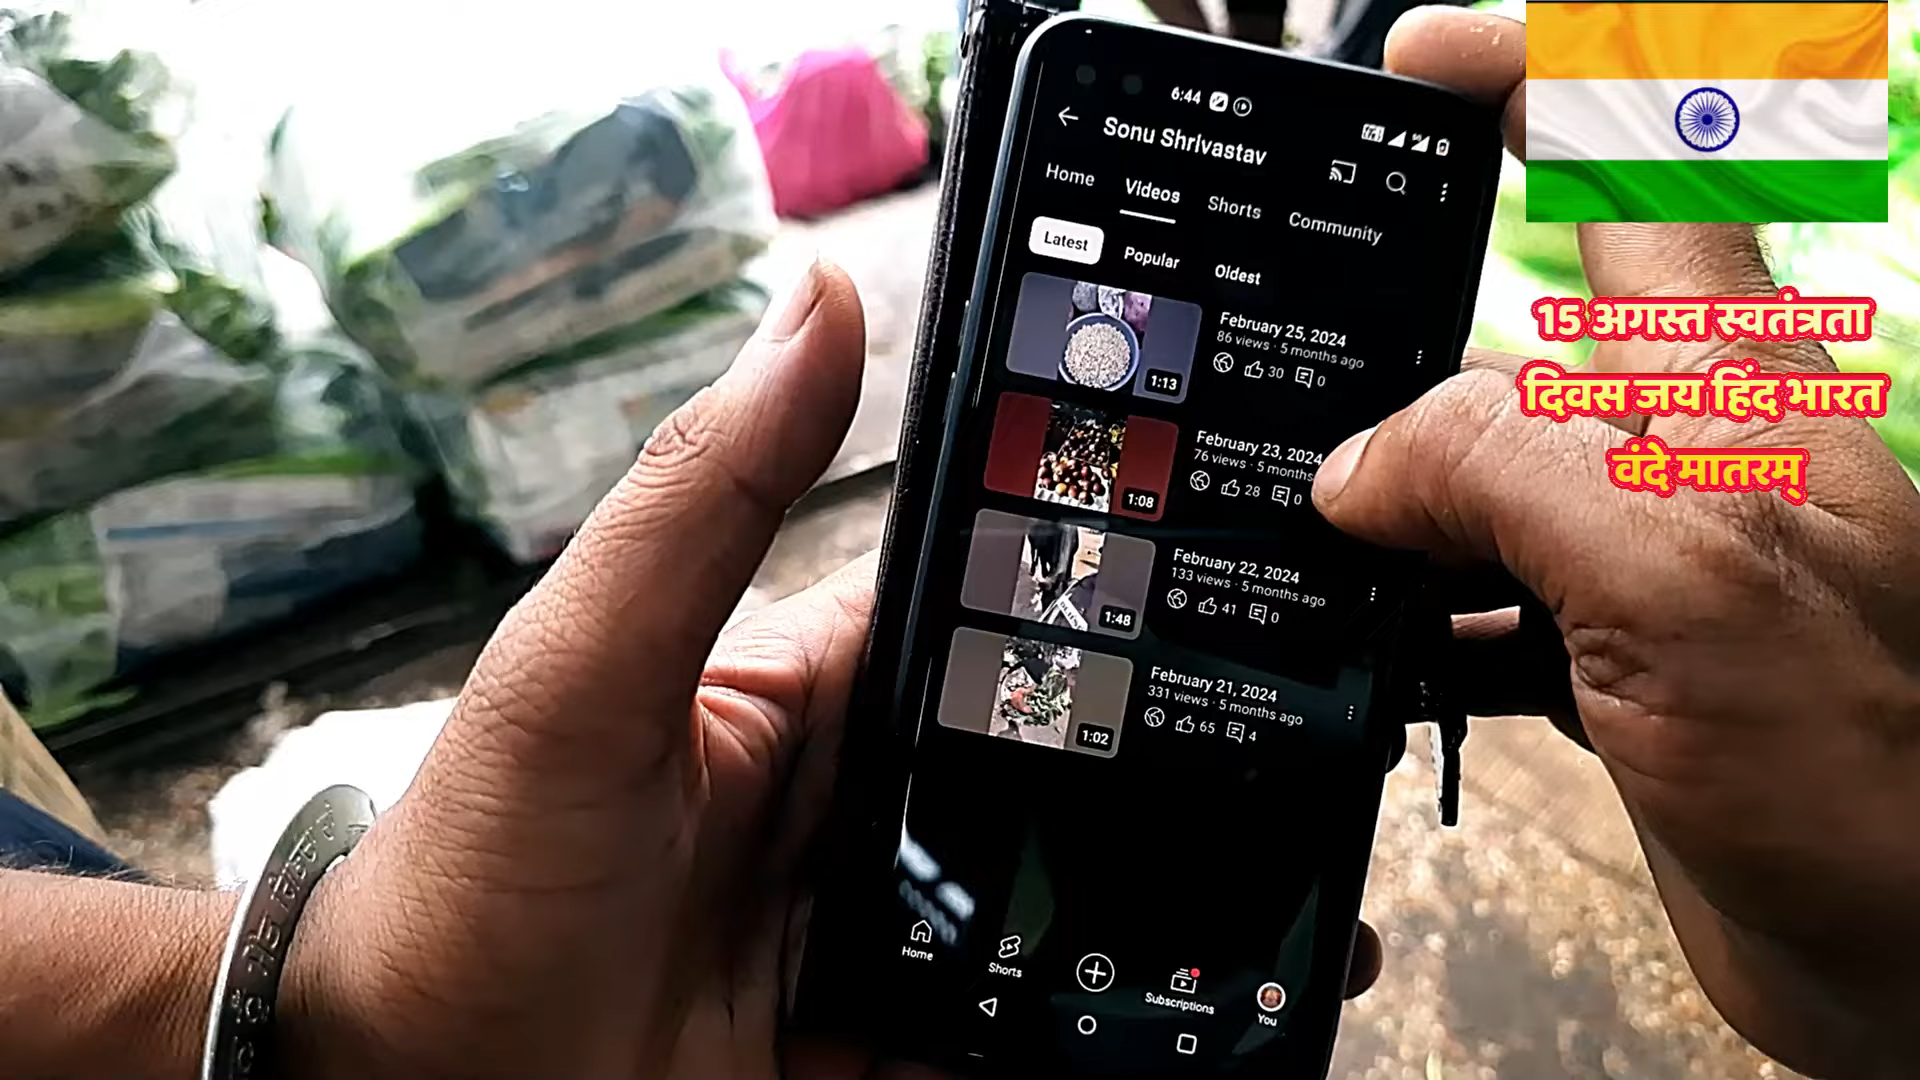 6:44
Sonu Shrivastav
Home Videos Shorts Community
Latest Popular Oldest
February 25, 2024
86 views · 5 months ago
30 0
1:13
February 23, 2024
76 views · 5 months
28 0
1:08
February 22, 2024
133 views · 5 months ago
41 0
1:48
February 21, 2024
331 views · 5 months ago
65 4
1:02
Home Shorts Subscriptions You
15 अगस्त स्वतंत्रता
दिवस जय हिंद भारत
वंदे मातरम्